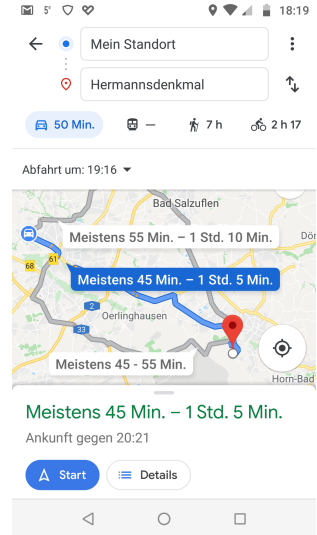 5°
18:19
Mein Standort
Hermannsdenkmal
50 Min.
—
7 h
2 h 17
Abfahrt um: 19:16
Bad Salzuflen
Meistens 55 Min. – 1 Std. 10 Min.
Dör
61
68
Meistens 45 Min. – 1 Std. 5 Min.
2
Oerlinghausen
33
Meistens 45 - 55 Min.
Horn-Bad
Meistens 45 Min. – 1 Std. 5 Min.
Ankunft gegen 20:21
Start
Details